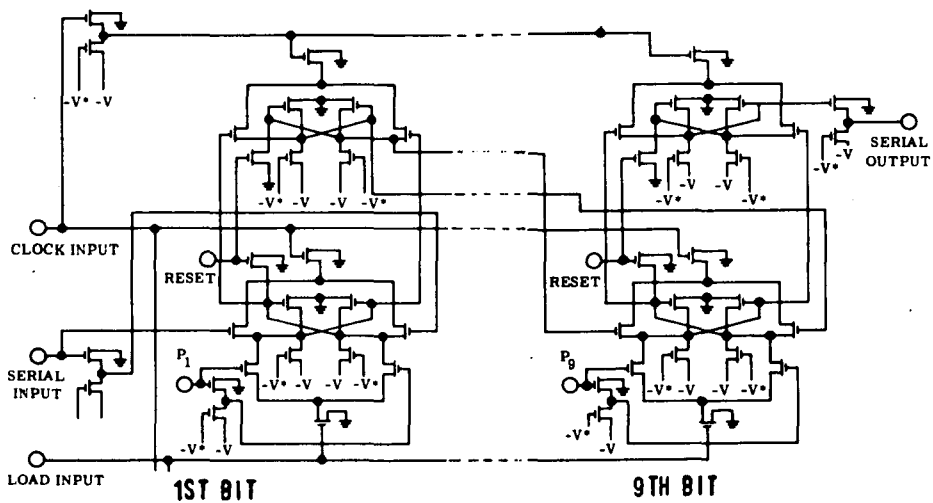 -V* -V
-V* -V -V -V*
-V* -V -V -V*
-V* -V
SERIAL OUTPUT
CLOCK INPUT
RESET
RESET
SERIAL INPUT
P1
-V* -V -V -V*
P9
-V* -V -V -V*
-V* -V
-V* -V
LOAD INPUT
1ST BIT
9TH BIT